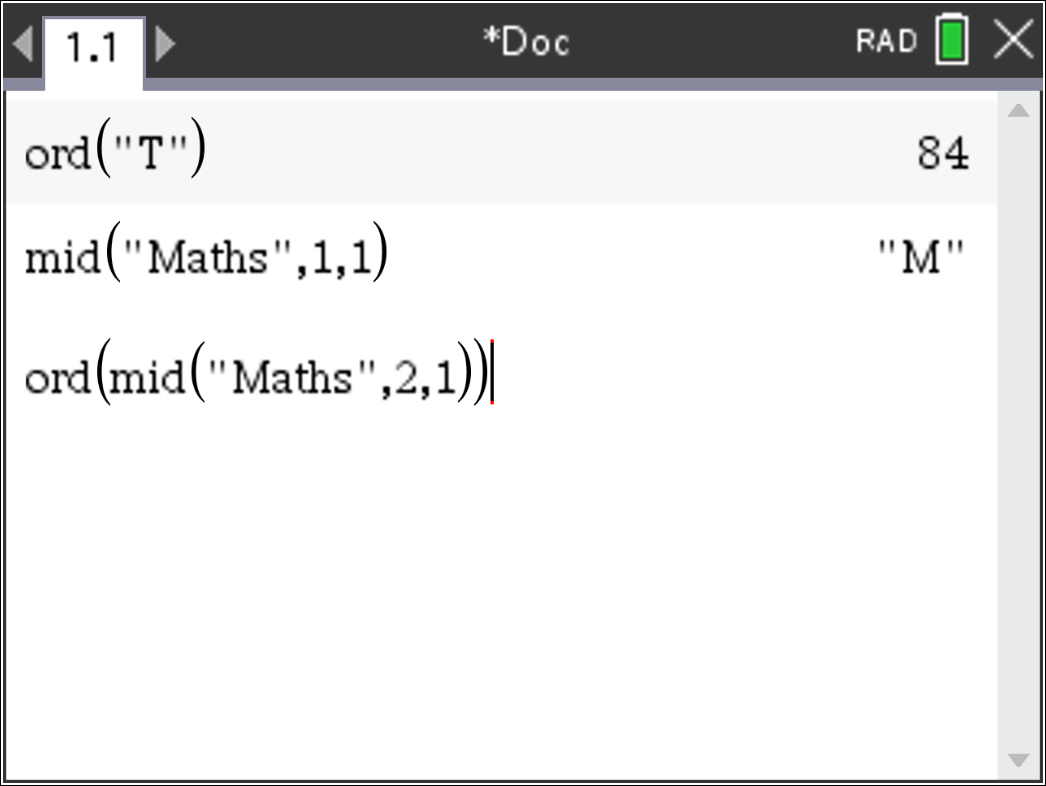 1.1 *Doc RAD
ord("T") 84
mid("Maths",1,1) "M"
ord(mid("Maths",2,1))